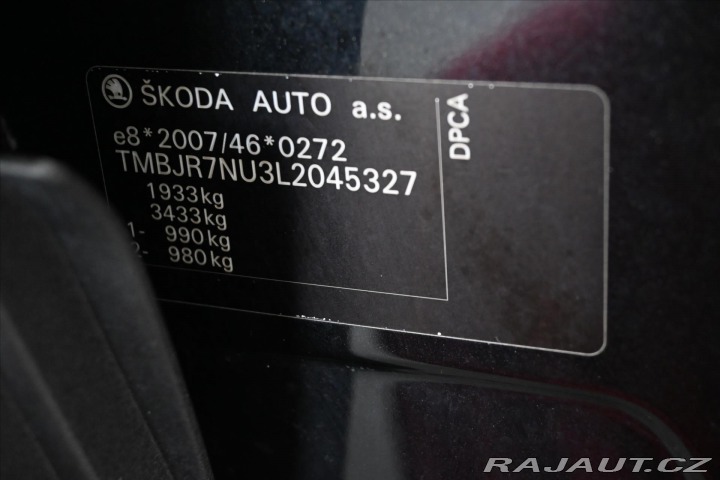 ŠKODA AUTO a.s.
DPCA
e8*2007/46*0272
TMBJR7NU3L2045327
1933kg
3433kg
1- 990kg
2- 980kg
RAJAUT.CZ